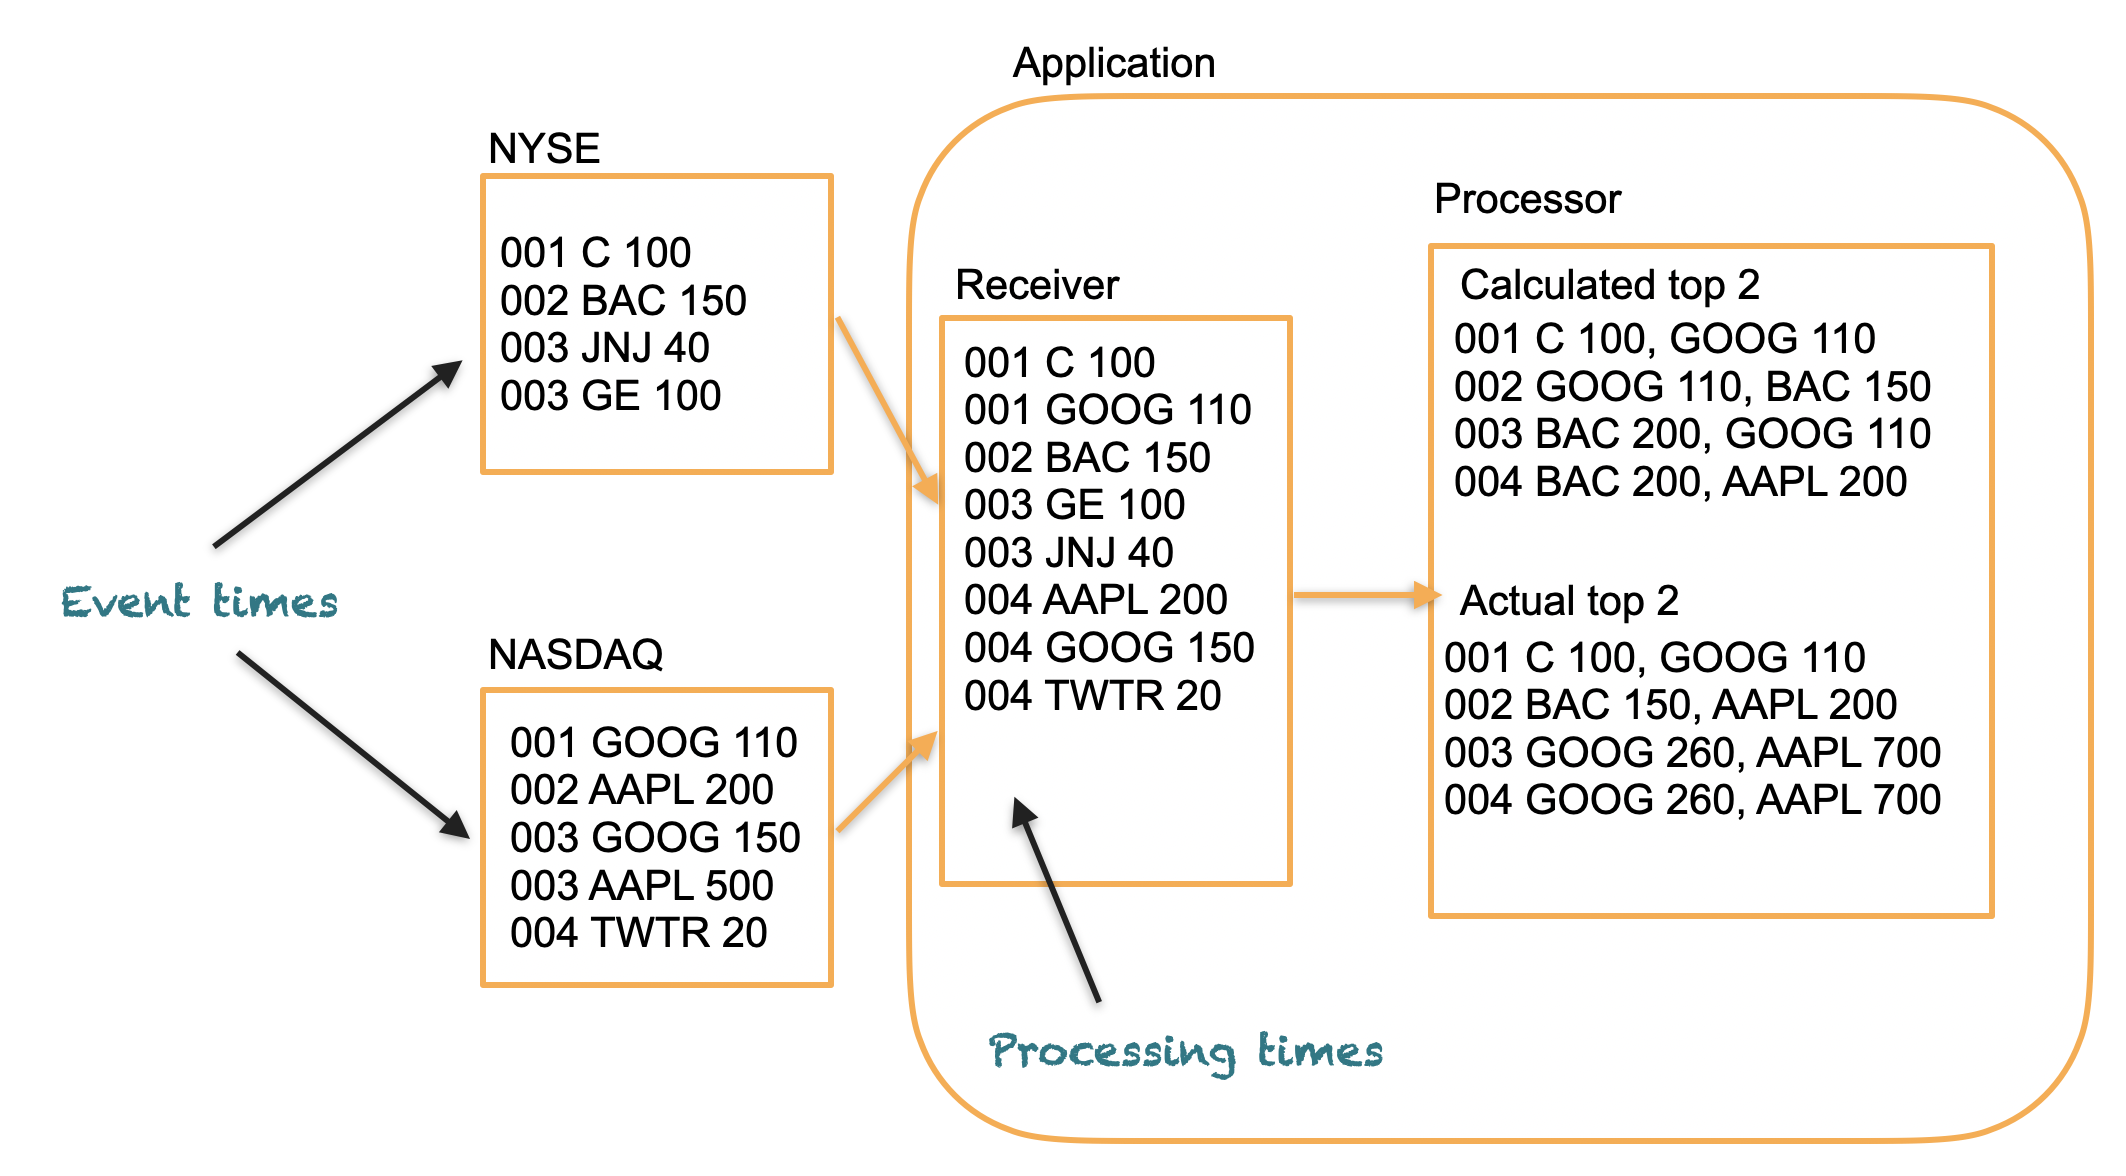 Application
NYSE
001 C 100
002 BAC 150
003 JNJ 40
003 GE 100
Event times
NASDAQ
001 GOOG 110
002 AAPL 200
003 GOOG 150
003 AAPL 500
004 TWTR 20
Receiver
001 C 100
001 GOOG 110
002 BAC 150
003 GE 100
003 JNJ 40
004 AAPL 200
004 GOOG 150
004 TWTR 20
Processing times
Processor
Calculated top 2
001 C 100, GOOG 110
002 GOOG 110, BAC 150
003 BAC 200, GOOG 110
004 BAC 200, AAPL 200
Actual top 2
001 C 100, GOOG 110
002 BAC 150, AAPL 200
003 GOOG 260, AAPL 700
004 GOOG 260, AAPL 700